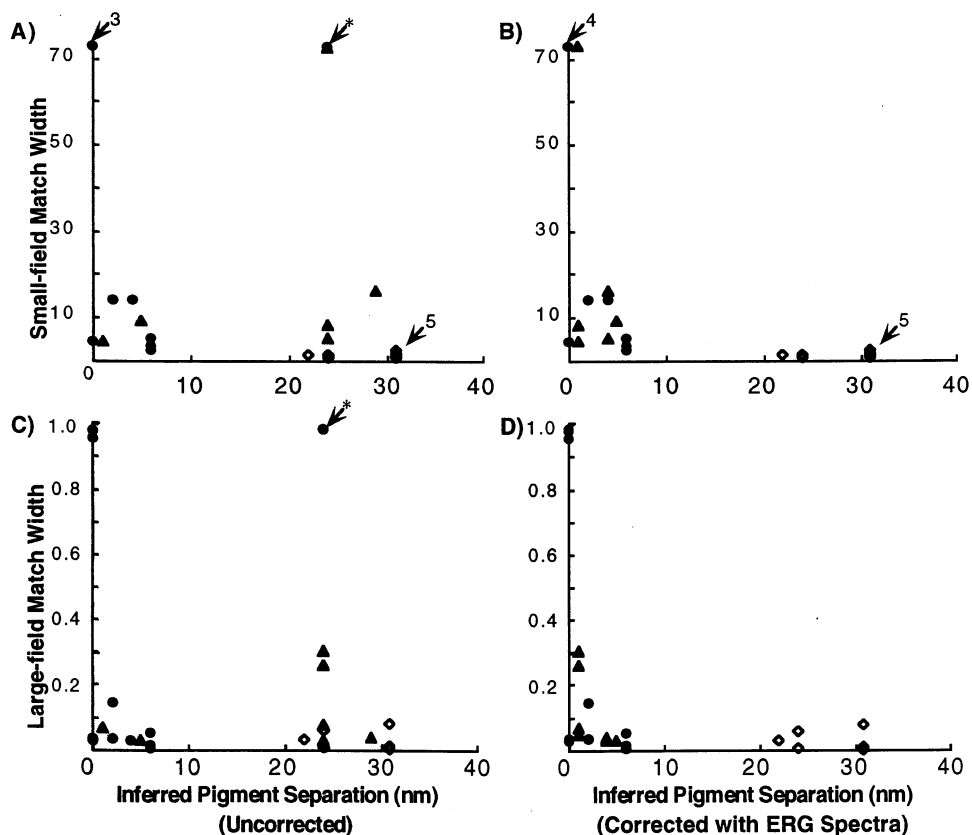 A)
3
*
B)
4
70
50
30
10
0
Small-field Match Width
5
0 10 20 30 40
70
50
30
10
5
0 10 20 30 40
C)
*
1.0
0.8
0.6
0.4
0.2
Large-field Match Width
0 10 20 30 40
Inferred Pigment Separation (nm)
(Uncorrected)
D)
1.0
0.8
0.6
0.4
0.2
0 10 20 30 40
Inferred Pigment Separation (nm)
(Corrected with ERG Spectra)